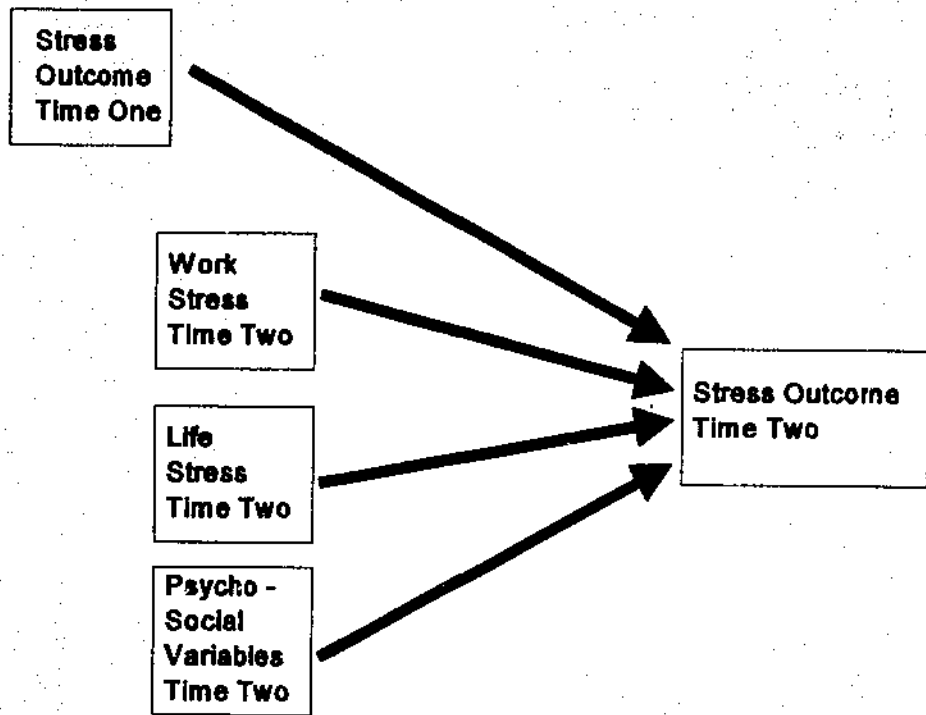 Stress
Outcome
Time One
Work
Stress
Time Two
Life
Stress
Time Two
Stress Outcome
Time Two
Psycho -
Social
Variables
Time Two